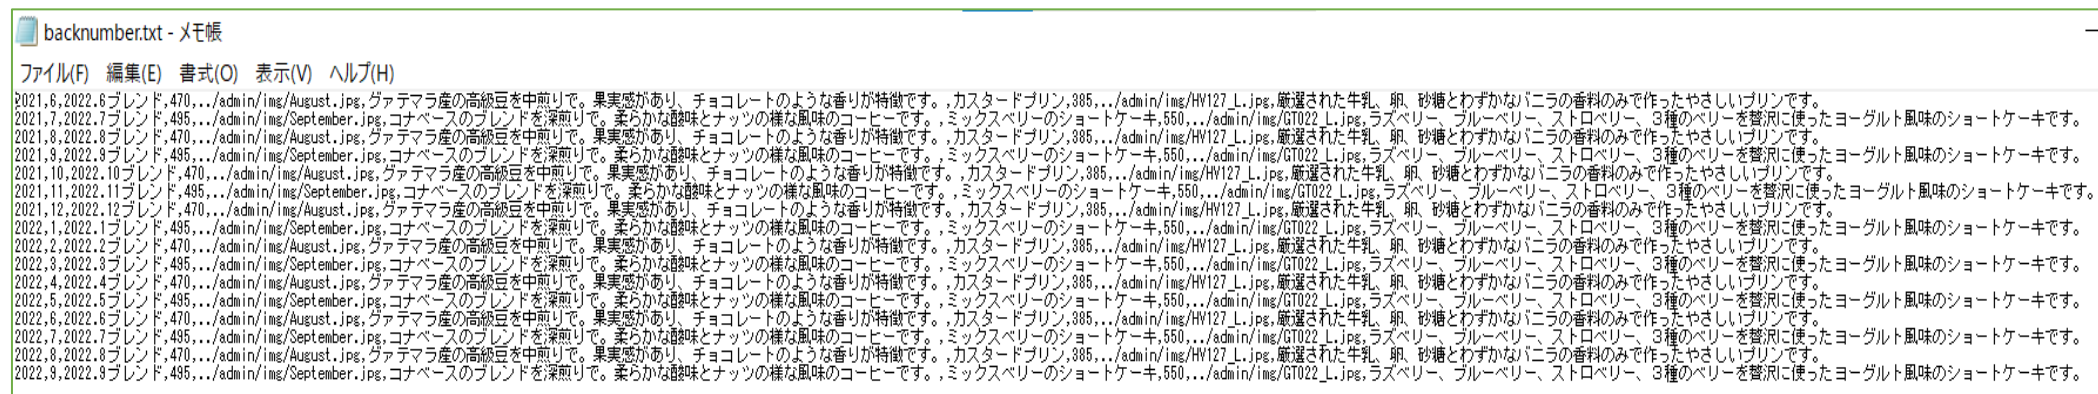 backnumber.txt - メモ帳
ファイル(F) 編集(E) 書式(O) 表示(V) ヘルプ(H)
2021,6,2022.6ブレンド,470,../admin/img/August.jpg,グァテマラ産の高級豆を中煎りで。果実感があり、チョコレートのような香りが特徴です。,カスタードプリン,385,../admin/img/HV127_L.jpg,厳選された牛乳、卵、砂糖とわずかなバニラの香料のみで作ったやさしいプリンです。
2021,7,2022.7ブレンド,495,../admin/img/September.jpg,コナベースのブレンドを深煎りで。柔らかな酸味とナッツの様な風味のコーヒーです。,ミックスベリーのショートケーキ,550,../admin/img/GT022_L.jpg,ラズベリー、ブルーベリー、ストロベリー、３種のベリーを贅沢に使ったヨーグルト風味のショートケーキです。
2021,8,2022.8ブレンド,470,../admin/img/August.jpg,グァテマラ産の高級豆を中煎りで。果実感があり、チョコレートのような香りが特徴です。,カスタードプリン,385,../admin/img/HV127_L.jpg,厳選された牛乳、卵、砂糖とわずかなバニラの香料のみで作ったやさしいプリンです。
2021,9,2022.9ブレンド,495,../admin/img/September.jpg,コナベースのブレンドを深煎りで。柔らかな酸味とナッツの様な風味のコーヒーです。,ミックスベリーのショートケーキ,550,../admin/img/GT022_L.jpg,ラズベリー、ブルーベリー、ストロベリー、３種のベリーを贅沢に使ったヨーグルト風味のショートケーキです。
2021,10,2022.10ブレンド,470,../admin/img/August.jpg,グァテマラ産の高級豆を中煎りで。果実感があり、チョコレートのような香りが特徴です。,カスタードプリン,385,../admin/img/HV127_L.jpg,厳選された牛乳、卵、砂糖とわずかなバニラの香料のみで作ったやさしいプリンです。
2021,11,2022.11ブレンド,495,../admin/img/September.jpg,コナベースのブレンドを深煎りで。柔らかな酸味とナッツの様な風味のコーヒーです。,ミックスベリーのショートケーキ,550,../admin/img/GT022_L.jpg,ラズベリー、ブルーベリー、ストロベリー、３種のベリーを贅沢に使ったヨーグルト風味のショートケーキです。
2021,12,2022.12ブレンド,470,../admin/img/August.jpg,グァテマラ産の高級豆を中煎りで。果実感があり、チョコレートのような香りが特徴です。,カスタードプリン,385,../admin/img/HV127_L.jpg,厳選された牛乳、卵、砂糖とわずかなバニラの香料のみで作ったやさしいプリンです。
2022,1,2022.1ブレンド,495,../admin/img/September.jpg,コナベースのブレンドを深煎りで。柔らかな酸味とナッツの様な風味のコーヒーです。,ミックスベリーのショートケーキ,550,../admin/img/GT022_L.jpg,ラズベリー、ブルーベリー、ストロベリー、３種のベリーを贅沢に使ったヨーグルト風味のショートケーキです。
2022,2,2022.2ブレンド,470,../admin/img/August.jpg,グァテマラ産の高級豆を中煎りで。果実感があり、チョコレートのような香りが特徴です。,カスタードプリン,385,../admin/img/HV127_L.jpg,厳選された牛乳、卵、砂糖とわずかなバニラの香料のみで作ったやさしいプリンです。
2022,3,2022.3ブレンド,495,../admin/img/September.jpg,コナベースのブレンドを深煎りで。柔らかな酸味とナッツの様な風味のコーヒーです。,ミックスベリーのショートケーキ,550,../admin/img/GT022_L.jpg,ラズベリー、ブルーベリー、ストロベリー、３種のベリーを贅沢に使ったヨーグルト風味のショートケーキです。
2022,4,2022.4ブレンド,470,../admin/img/August.jpg,グァテマラ産の高級豆を中煎りで。果実感があり、チョコレートのような香りが特徴です。,カスタードプリン,385,../admin/img/HV127_L.jpg,厳選された牛乳、卵、砂糖とわずかなバニラの香料のみで作ったやさしいプリンです。
2022,5,2022.5ブレンド,495,../admin/img/September.jpg,コナベースのブレンドを深煎りで。柔らかな酸味とナッツの様な風味のコーヒーです。,ミックスベリーのショートケーキ,550,../admin/img/GT022_L.jpg,ラズベリー、ブルーベリー、ストロベリー、３種のベリーを贅沢に使ったヨーグルト風味のショートケーキです。
2022,6,2022.6ブレンド,470,../admin/img/August.jpg,グァテマラ産の高級豆を中煎りで。果実感があり、チョコレートのような香りが特徴です。,カスタードプリン,385,../admin/img/HV127_L.jpg,厳選された牛乳、卵、砂糖とわずかなバニラの香料のみで作ったやさしいプリンです。
2022,7,2022.7ブレンド,495,../admin/img/September.jpg,コナベースのブレンドを深煎りで。柔らかな酸味とナッツの様な風味のコーヒーです。,ミックスベリーのショートケーキ,550,../admin/img/GT022_L.jpg,ラズベリー、ブルーベリー、ストロベリー、３種のベリーを贅沢に使ったヨーグルト風味のショートケーキです。
2022,8,2022.8ブレンド,470,../admin/img/August.jpg,グァテマラ産の高級豆を中煎りで。果実感があり、チョコレートのような香りが特徴です。,カスタードプリン,385,../admin/img/HV127_L.jpg,厳選された牛乳、卵、砂糖とわずかなバニラの香料のみで作ったやさしいプリンです。
2022,9,2022.9ブレンド,495,../admin/img/September.jpg,コナベースのブレンドを深煎りで。柔らかな酸味とナッツの様な風味のコーヒーです。,ミックスベリーのショートケーキ,550,../admin/img/GT022_L.jpg,ラズベリー、ブルーベリー、ストロベリー、３種のベリーを贅沢に使ったヨーグルト風味のショートケーキです。